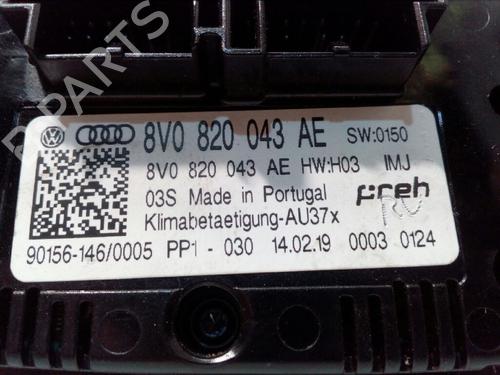 8V0 820 043 AE SW:0150
8V0 820 043 AE HW:H03 IMJ
03S Made in Portugal preh
Klimabetaetigung-AU37x
90156-146/0005 PP1 - 030 14.02.19 0003 0124
PARTS